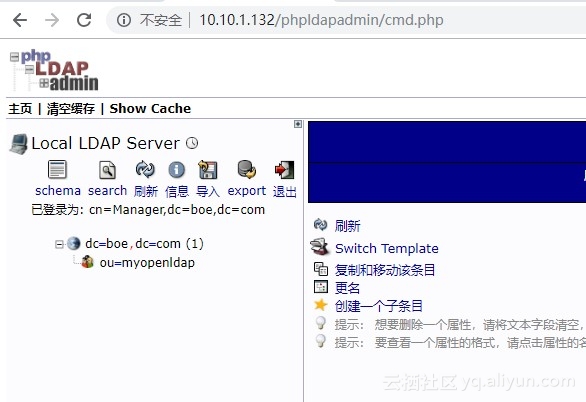 不安全 | 10.10.1.132/phpldapadmin/cmd.php
php
LDAP
admin
主页 | 清空缓存 | Show Cache
Local LDAP Server
schema search 刷新 信息 导入 export 退出
已登录为: cn=Manager,dc=boe,dc=com
dc=boe,dc=com (1)
ou=myopenldap
刷新
Switch Template
复制和移动该条目
更名
创建一个子条目
提示: 想要删除一个属性，请将文本字段清空，
提示: 要查看一个属性的格式，请点击属性的名
云栖社区 yq.aliyun.com